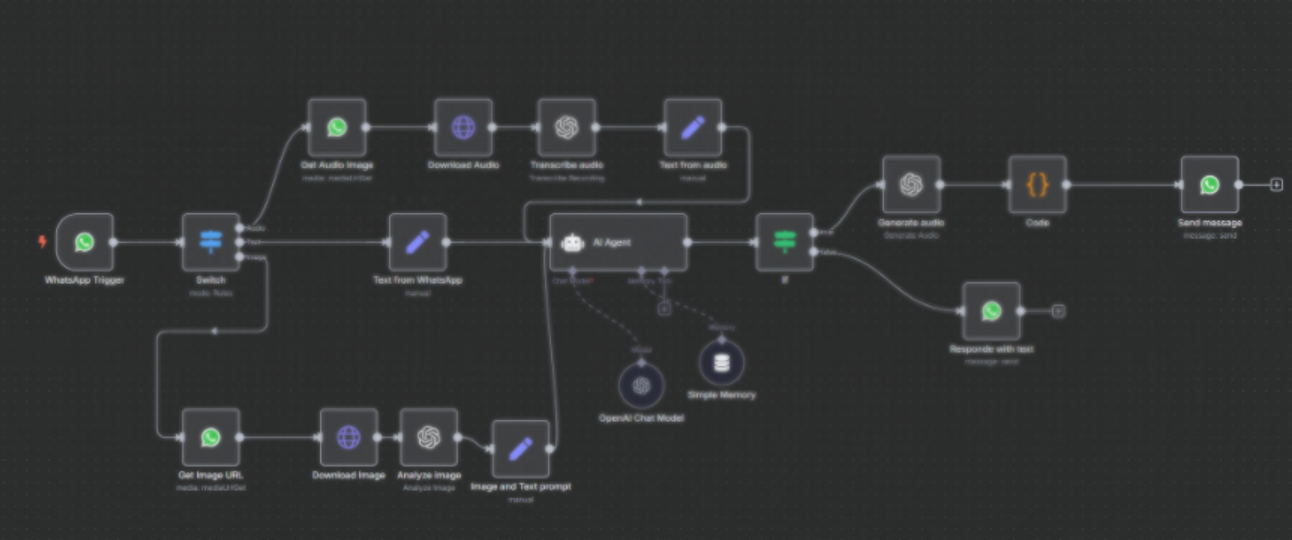 Get Audio Image
media: mediaUrlGet
Download Audio
Transcribe audio
Transcribe Recording
Text from audio
manual
WhatsApp Trigger
Switch
mode: Rules
Audio
Text
Image
Text from WhatsApp
manual
AI Agent
Chat Model*
Memory
Tool
If
true
false
Generate audio
Generate Audio
Code
Send message
message: send
Responde with text
message: send
Model
OpenAI Chat Model
Memory
Simple Memory
Get Image URL
media: mediaUrlGet
Download Image
Analyze image
Analyze Image
Image and Text prompt
manual